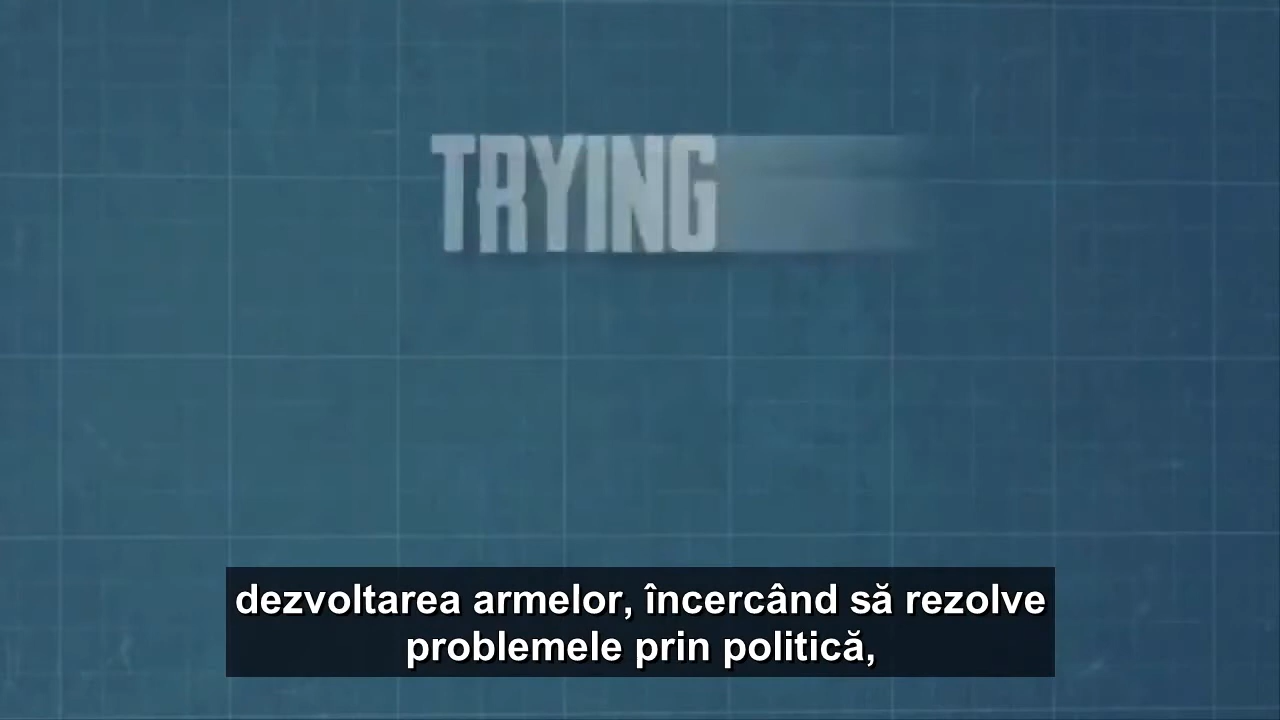 TRYING
dezvoltarea armelor, încercând să rezolve
problemele prin politică,